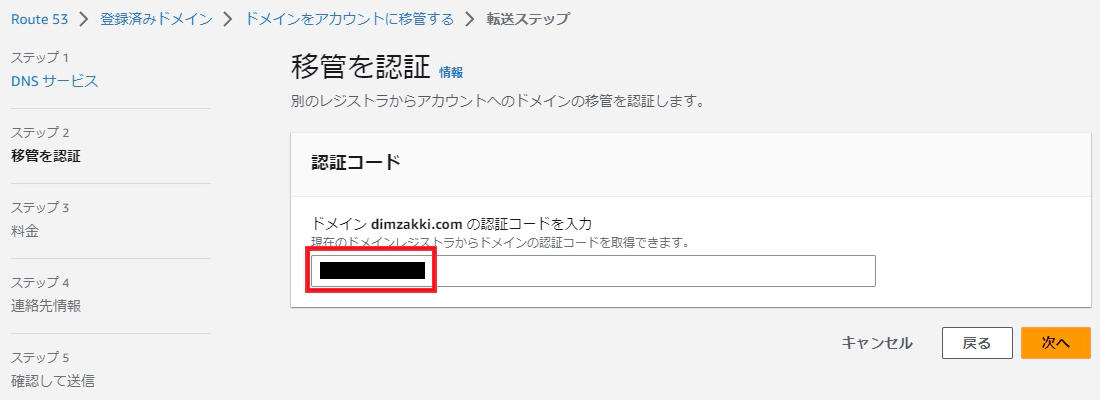 Route 53 > 登録済みドメイン > ドメインをアカウントに移管する > 転送ステップ
ステップ 1
DNS サービス
ステップ 2
移管を認証
ステップ 3
料金
ステップ 4
連絡先情報
ステップ 5
確認して送信
移管を認証 情報
別のレジストラからアカウントへのドメインの移管を認証します。
認証コード
ドメイン dimzakki.com の認証コードを入力
現在のドメインレジストラからドメインの認証コードを取得できます。
キャンセル 戻る 次へ